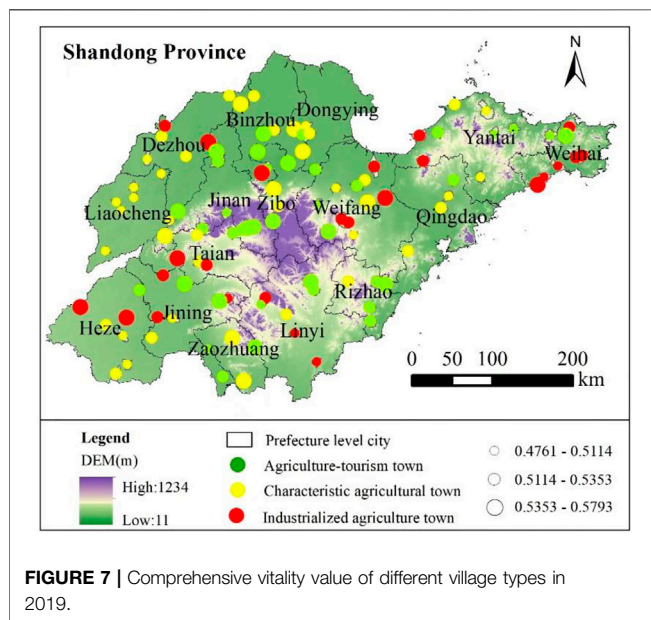 Shandong Province
N
Dongying
Binzhou
Dezhou
Yantai
Weihai
Jinan
Zibo
Weifang
Liaocheng
Qingdao
Taian
Rizhao
Jining
Heze
Linyi
Zaozhuang
0 50 100 200
km
Legend
DEM(m)
High:1234
Low:11
Prefecture level city
Agriculture-tourism town
Characteristic agricultural town
Industrialized agriculture town
0.4761 - 0.5114
0.5114 - 0.5353
0.5353 - 0.5793
FIGURE 7 | Comprehensive vitality value of different village types in
2019.